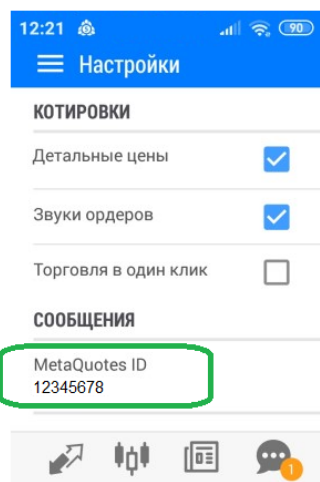 12:21 90
Настройки
КОТИРОВКИ
Детальные цены
Звуки ордеров
Торговля в один клик
СООБЩЕНИЯ
MetaQuotes ID
12345678
1